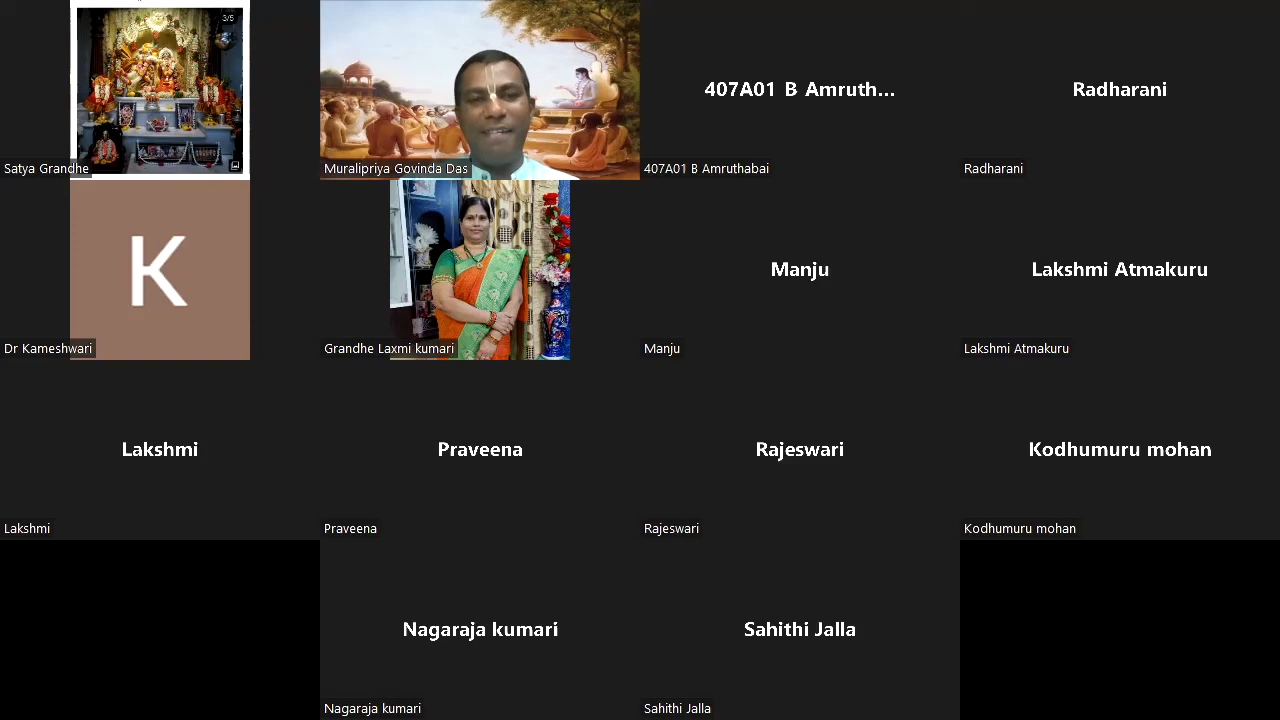 3/5
Satya Grandhe
Muralipriya Govinda Das
407A01 B Amruth...
407A01 B Amruthabai
Radharani
Radharani
K
Dr Kameshwari
Grandhe Laxmi kumari
Manju
Manju
Lakshmi Atmakuru
Lakshmi Atmakuru
Lakshmi
Lakshmi
Praveena
Praveena
Rajeswari
Rajeswari
Kodhumuru mohan
Kodhumuru mohan
Nagaraja kumari
Nagaraja kumari
Sahithi Jalla
Sahithi Jalla